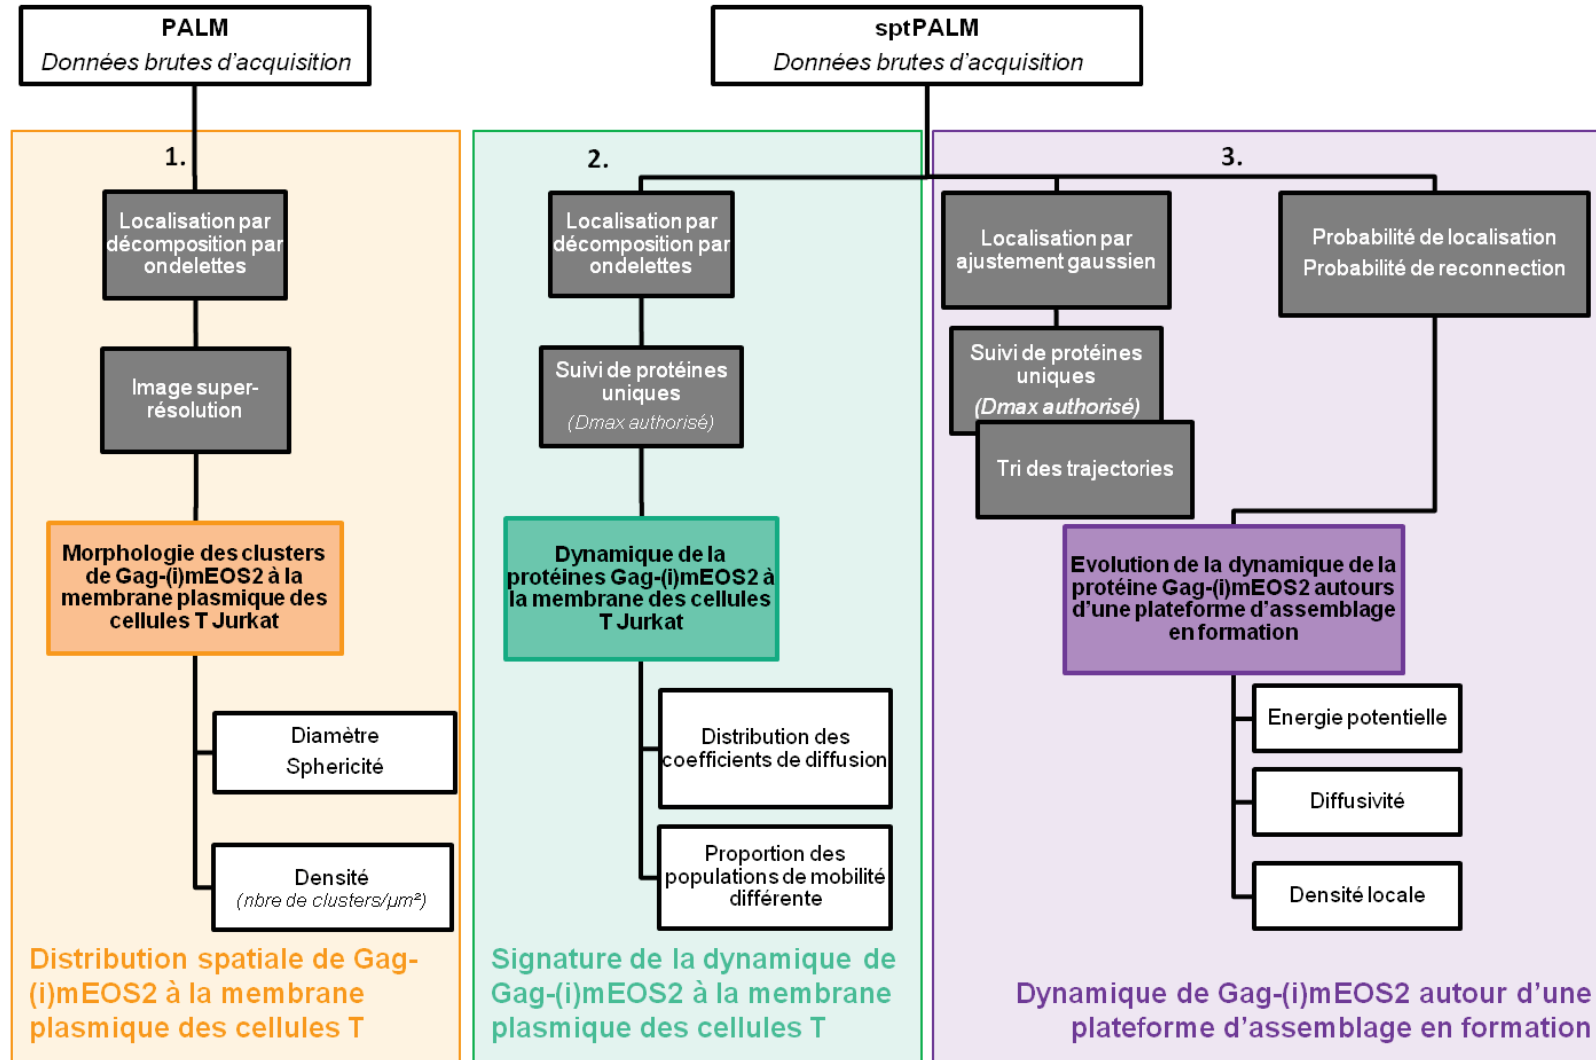 PALM
Données brutes d'acquisition
sptPALM
Données brutes d'acquisition
1.
Localisation par
décomposition par
ondelettes
Image super-
résolution
Morphologie des clusters
de Gag-(i)mEOS2 à la
membrane plasmique des
cellules T Jurkat
Diamètre
Sphericité
Densité
(nbre de clusters/µm²)
Distribution spatiale de Gag-
(i)mEOS2 à la membrane
plasmique des cellules T
2.
Localisation par
décomposition par
ondelettes
Suivi de protéines
uniques
(Dmax authorisé)
Dynamique de la
protéines Gag-(i)mEOS2 à
la membrane des cellules
T Jurkat
Distribution des
coefficients de diffusion
Proportion des
populations de mobilité
différente
Signature de la dynamique de
Gag-(i)mEOS2 à la membrane
plasmique des cellules T
3.
Localisation par
ajustement gaussien
Probabilité de localisation
Probabilité de reconnection
Suivi de protéines
uniques
(Dmax authorisé)
Tri des trajectories
Evolution de la dynamique de la
protéine Gag-(i)mEOS2 autours
d'une plateforme d'assemblage
en formation
Energie potentielle
Diffusivité
Densité locale
Dynamique de Gag-(i)mEOS2 autour d'une
plateforme d'assemblage en formation